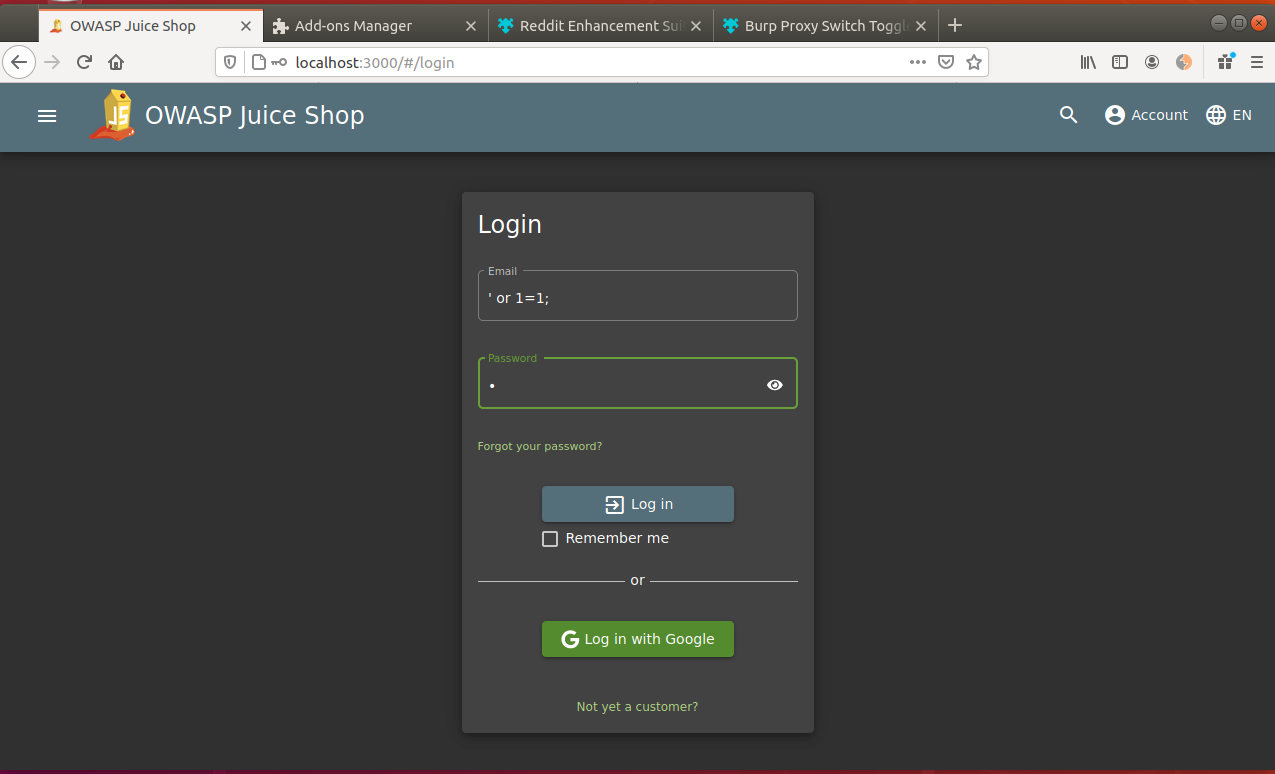 OWASP Juice Shop
Add-ons Manager
Reddit Enhancement Sui
Burp Proxy Switch Toggle
localhost:3000/#/login
JS
OWASP Juice Shop
Account
EN
Login
Email
' or 1=1;
Password
•
Forgot your password?
Log in
Remember me
or
G Log in with Google
Not yet a customer?